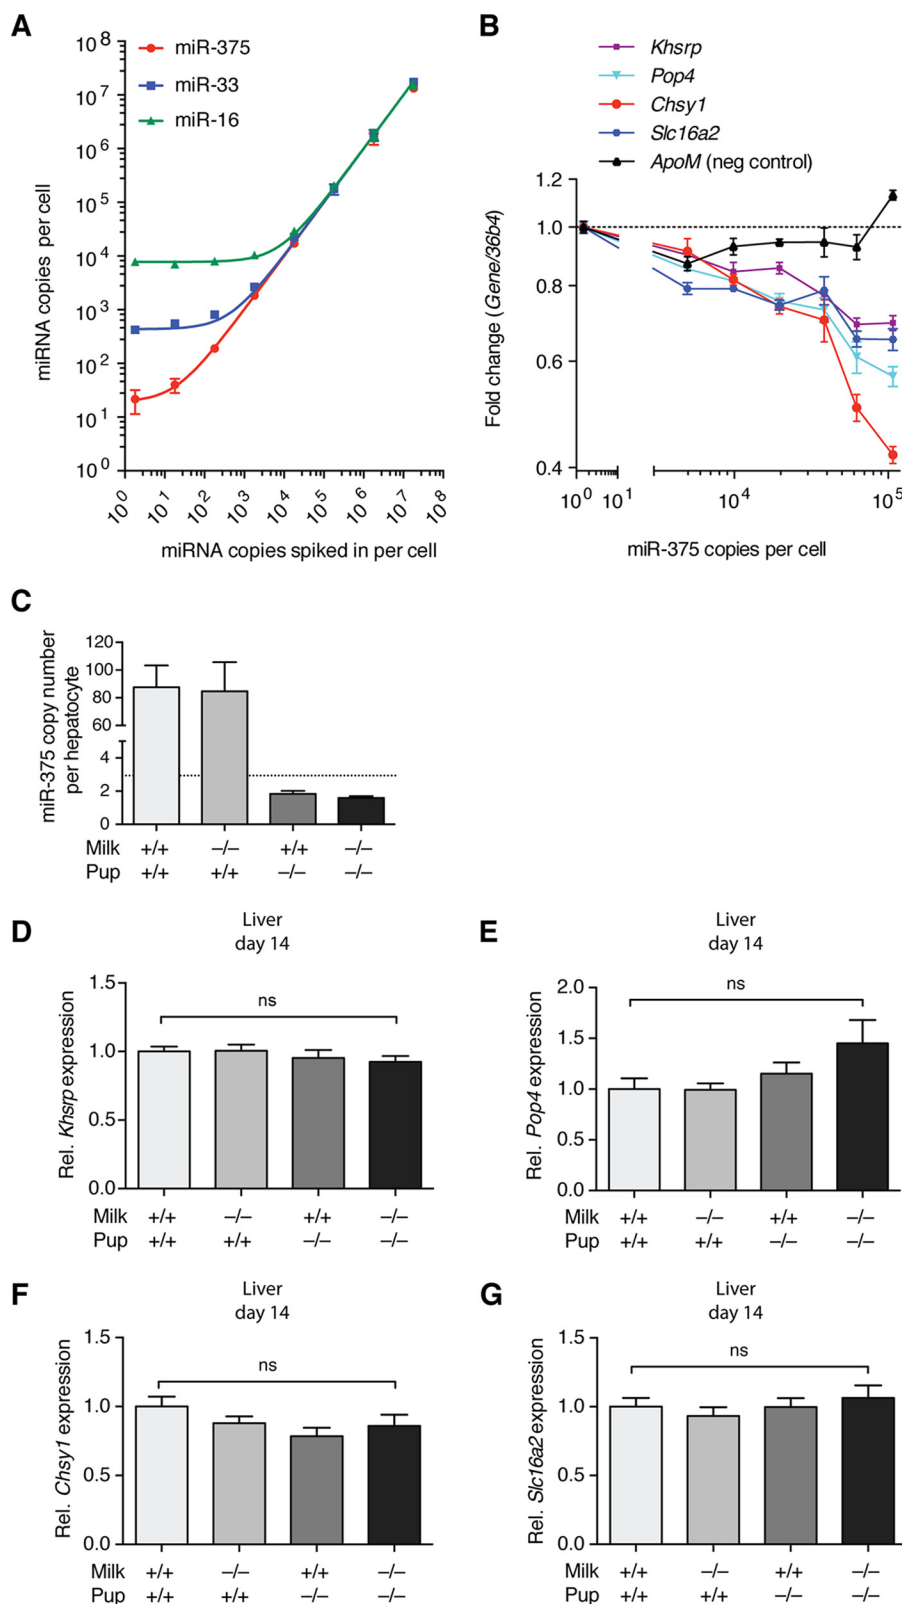 A
10^8
10^7
10^6
10^5
10^4
10^3
10^2
10^1
10^0
miRNA copies per cell
miR-375
miR-33
miR-16
10^0 10^1 10^2 10^3 10^4 10^5 10^6 10^7 10^8
miRNA copies spiked in per cell
B
Khsrp
Pop4
Chsy1
Slc16a2
ApoM (neg control)
1.2
1.0
0.8
0.6
0.4
Fold change (Gene/36b4)
10^0 10^1 10^4 10^5
miR-375 copies per cell
C
miR-375 copy number
per hepatocyte
120
100
80
60
4
2
0
Milk +/+ –/– +/+ –/–
Pup +/+ +/+ –/– –/–
D
Liver
day 14
Rel. Khsrp expression
1.5
1.0
0.5
0.0
ns
Milk +/+ –/– +/+ –/–
Pup +/+ +/+ –/– –/–
E
Liver
day 14
Rel. Pop4 expression
2.0
1.5
1.0
0.5
0.0
ns
Milk +/+ –/– +/+ –/–
Pup +/+ +/+ –/– –/–
F
Liver
day 14
Rel. Chsy1 expression
1.5
1.0
0.5
0.0
ns
Milk +/+ –/– +/+ –/–
Pup +/+ +/+ –/– –/–
G
Liver
day 14
Rel. Slc16a2 expression
1.5
1.0
0.5
0.0
ns
Milk +/+ –/– +/+ –/–
Pup +/+ +/+ –/– –/–